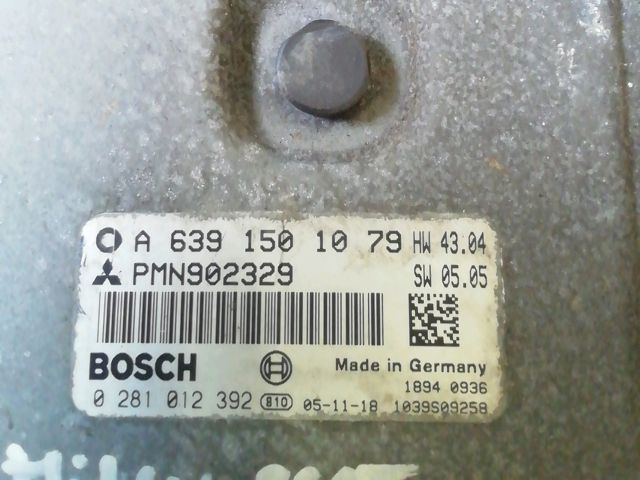 A 639 150 10 79 HW 43.04
PMN902329 SW 05.05
BOSCH Made in Germany
1894 0936
0 281 012 392 810 05-11-18 1039S09258